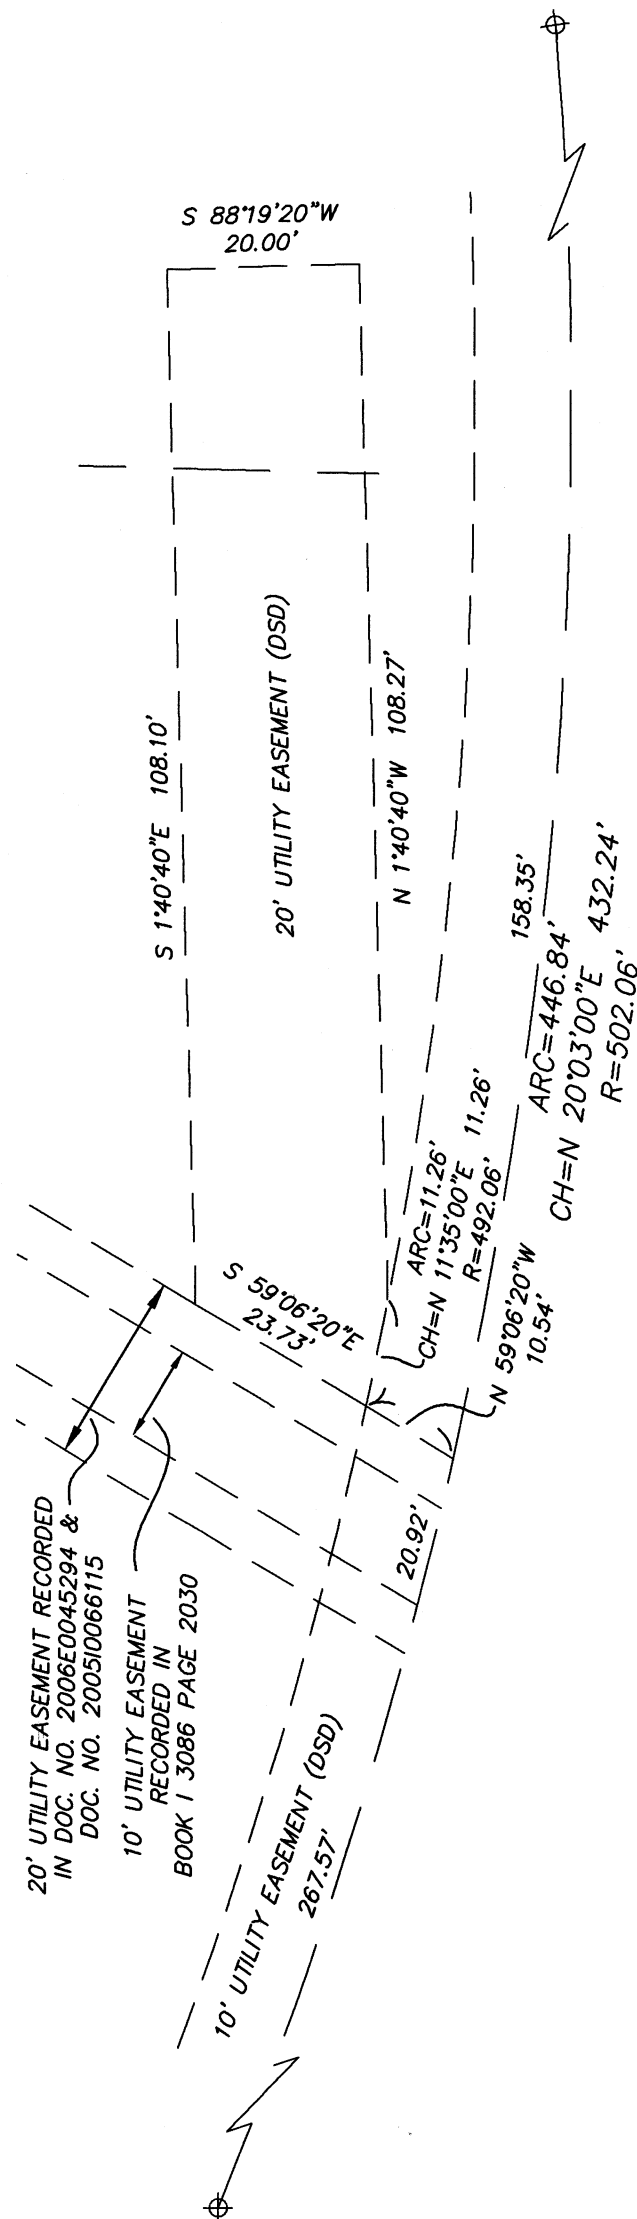 S 88°19'20"W
20.00'
S 1°40'40"E 108.10'
20' UTILITY EASEMENT (DSD)
N 1°40'40"W 108.27'
158.35'
ARC=446.84'
CH=N 20°03'00"E 432.24'
R=502.06'
ARC=11.26'
CH=N 11°35'00"E 11.26'
R=492.06'
S 59°06'20"E
23.73'
N 59°06'20"W
10.54'
20.92'
20' UTILITY EASEMENT RECORDED
IN DOC. NO. 2006E0045294 &
DOC. NO. 2005I0066115
10' UTILITY EASEMENT
RECORDED IN
BOOK I 3086 PAGE 2030
10' UTILITY EASEMENT (DSD)
267.57'